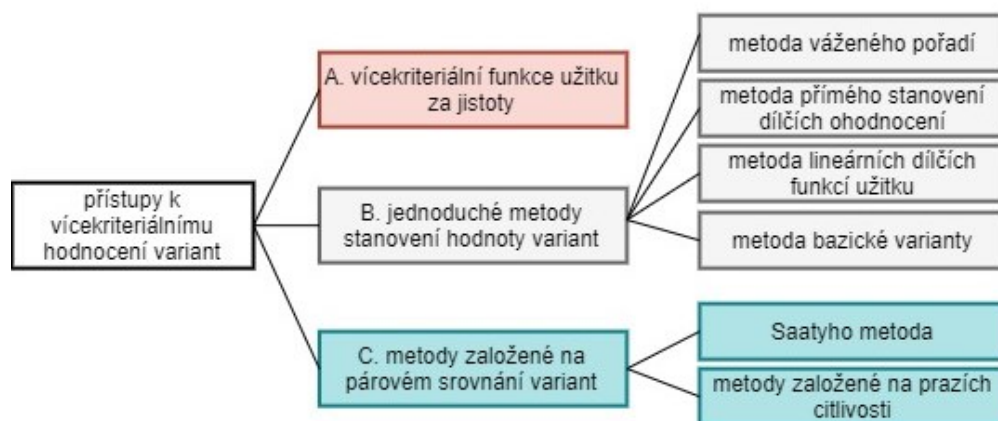 přístupy k
vícekriteriálnímu
hodnocení variant
A. vícekriteriální funkce užitku
za jistoty
B. jednoduché metody
stanovení hodnoty variant
metoda váženého pořadí
metoda přímého stanovení
dílčích ohodnocení
metoda lineárních dílčích
funkcí užitku
metoda bazické varianty
C. metody založené na
párovém srovnání variant
Saatyho metoda
metody založené na prazích
citlivosti